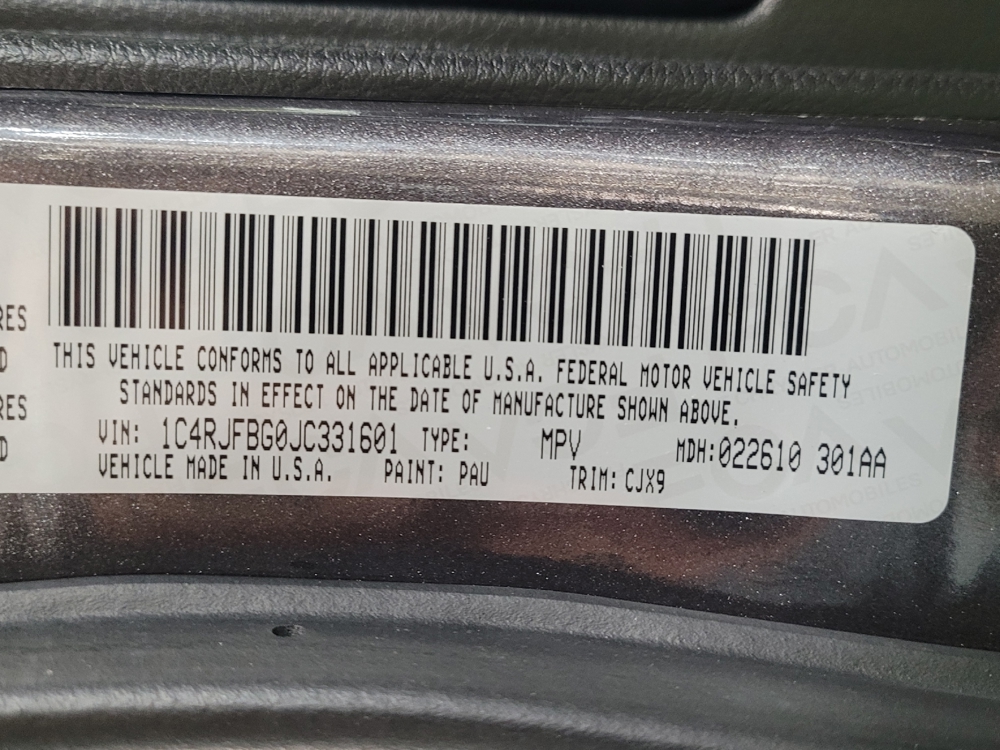 RES
D
RES
D
THIS VEHICLE CONFORMS TO ALL APPLICABLE U.S.A. FEDERAL MOTOR VEHICLE SAFETY
STANDARDS IN EFFECT ON THE DATE OF MANUFACTURE SHOWN ABOVE.
VIN: 1C4RJFBG0JC331601 TYPE: MPV MDH:022610 301AA
VEHICLE MADE IN U.S.A. PAINT: PAU TRIM: CJX9